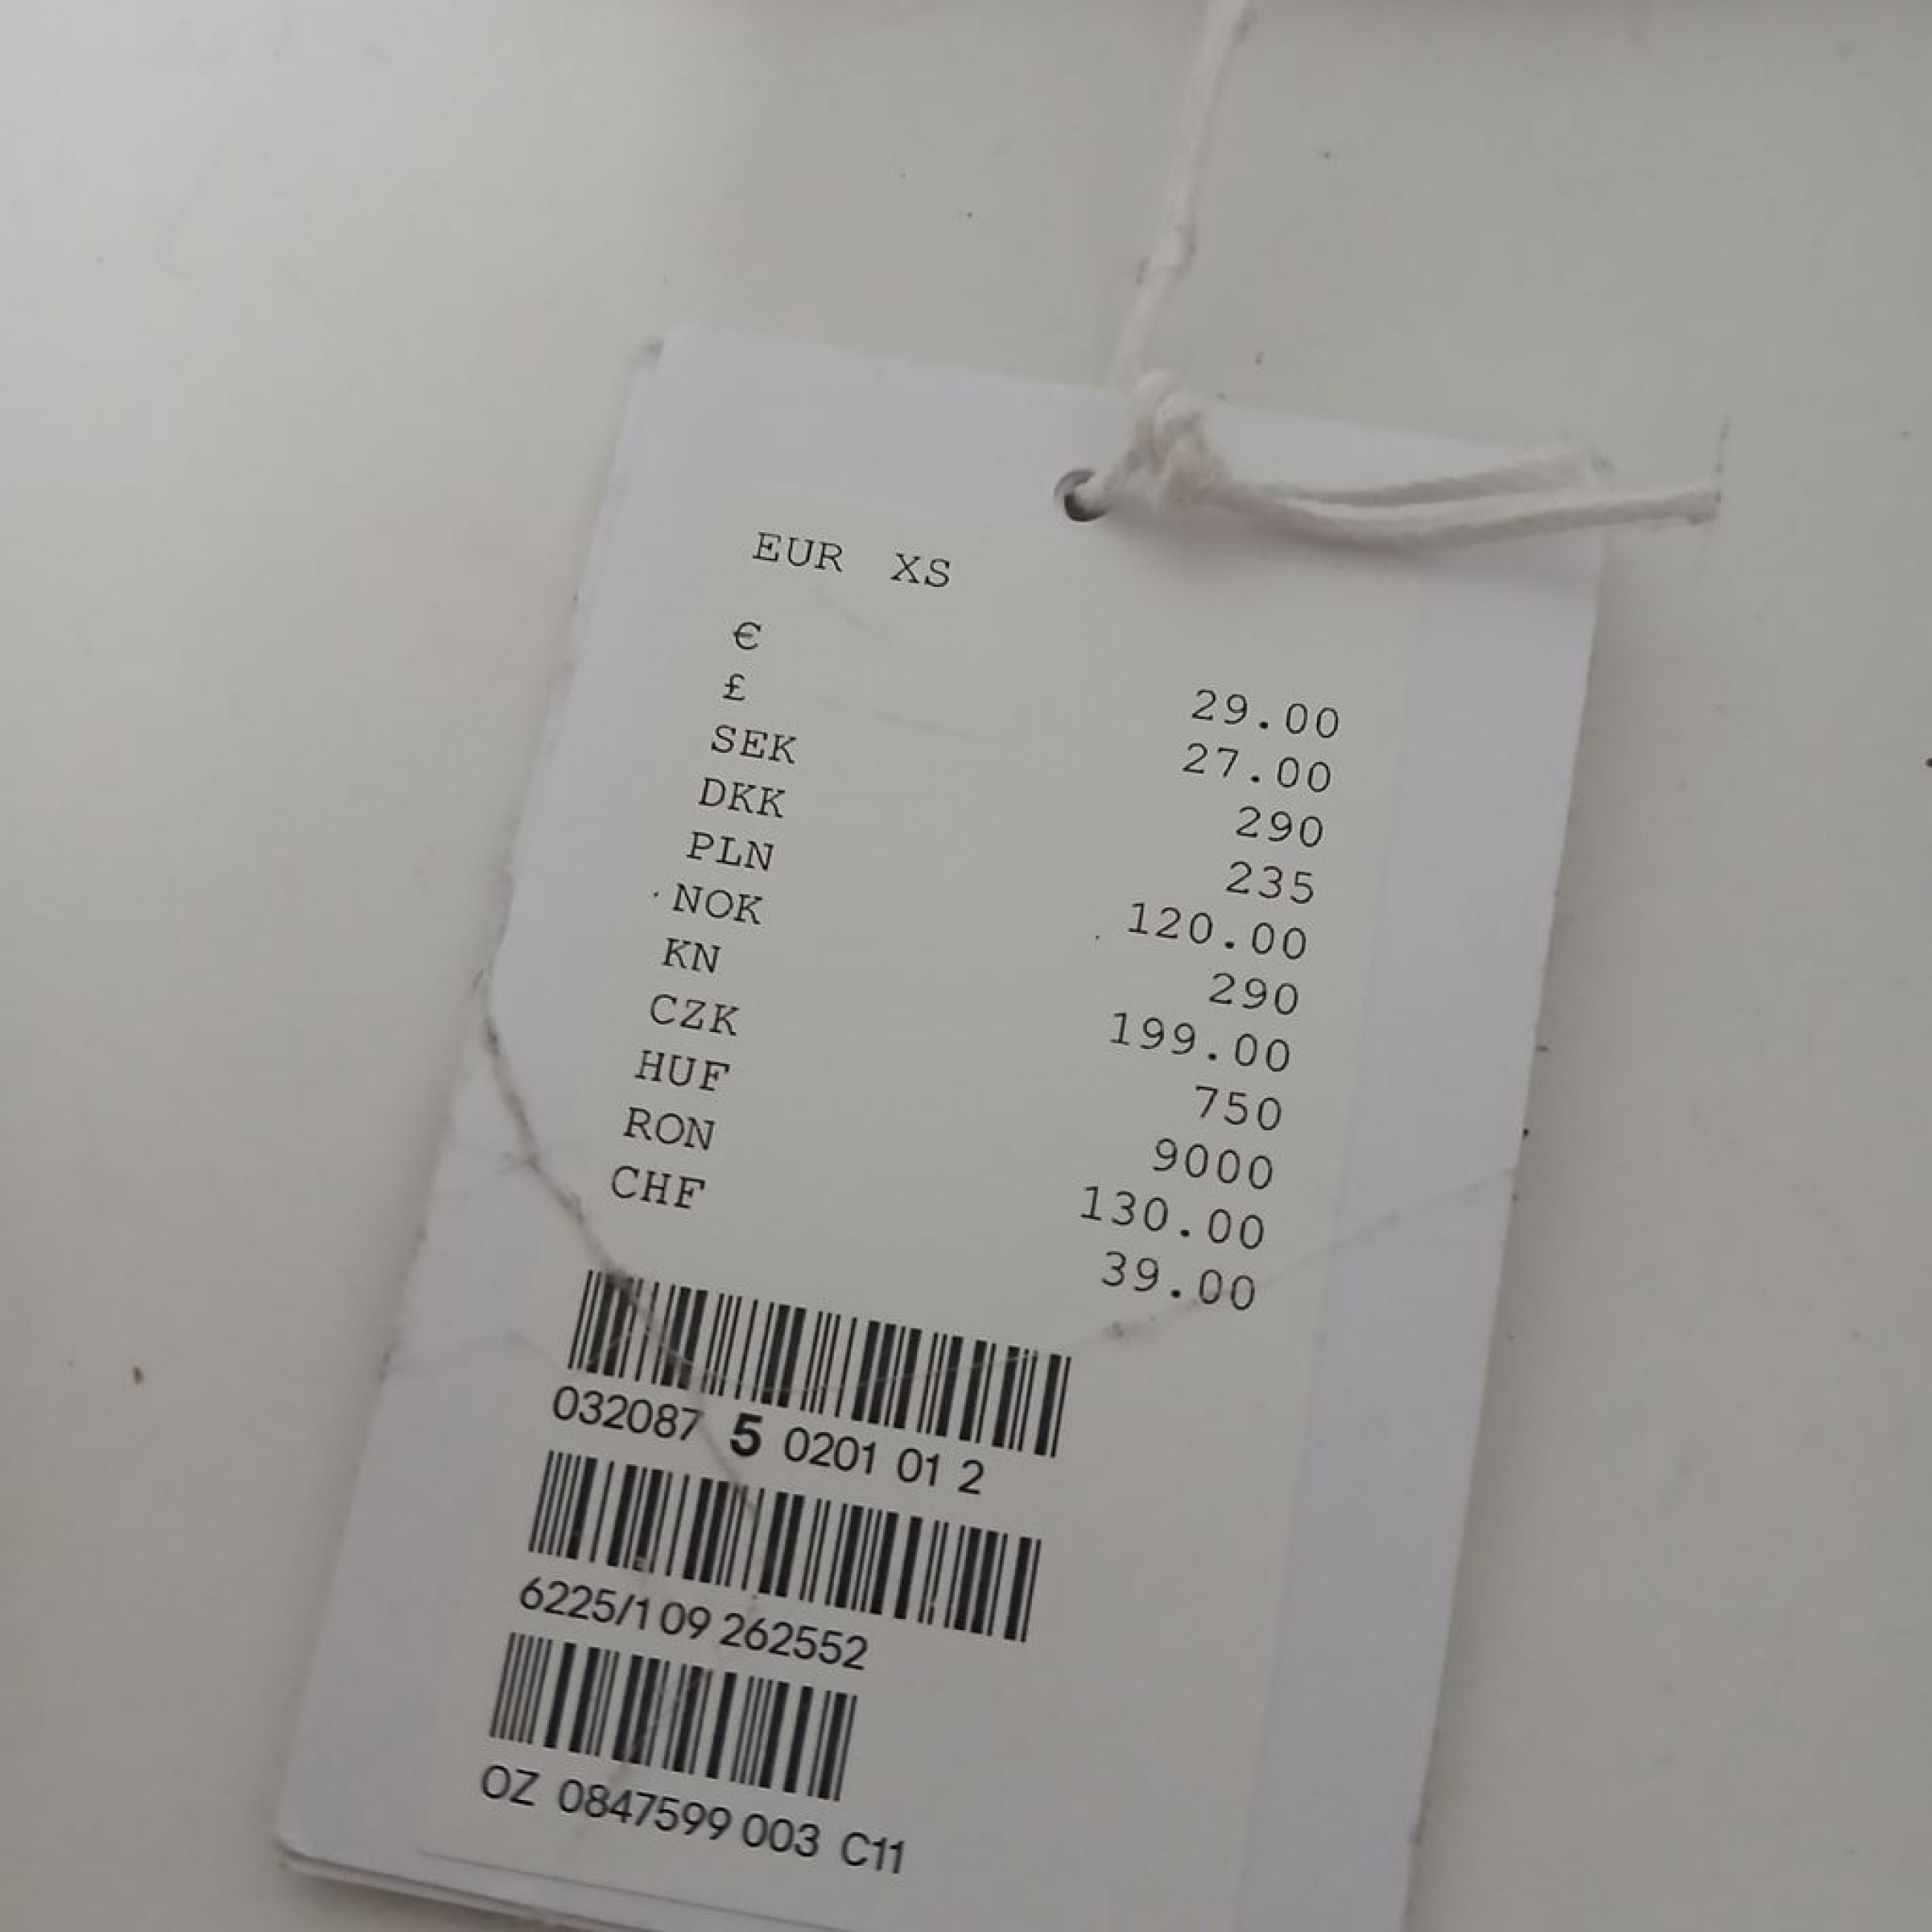 EUR XS
€ 29.00
£ 27.00
SEK 290
DKK 235
PLN 120.00
NOK 290
KN 199.00
CZK 750
HUF 9000
RON 130.00
CHF 39.00
032087 5 0201 01 2
6225/1 09 262552
OZ 0847599 003 C11